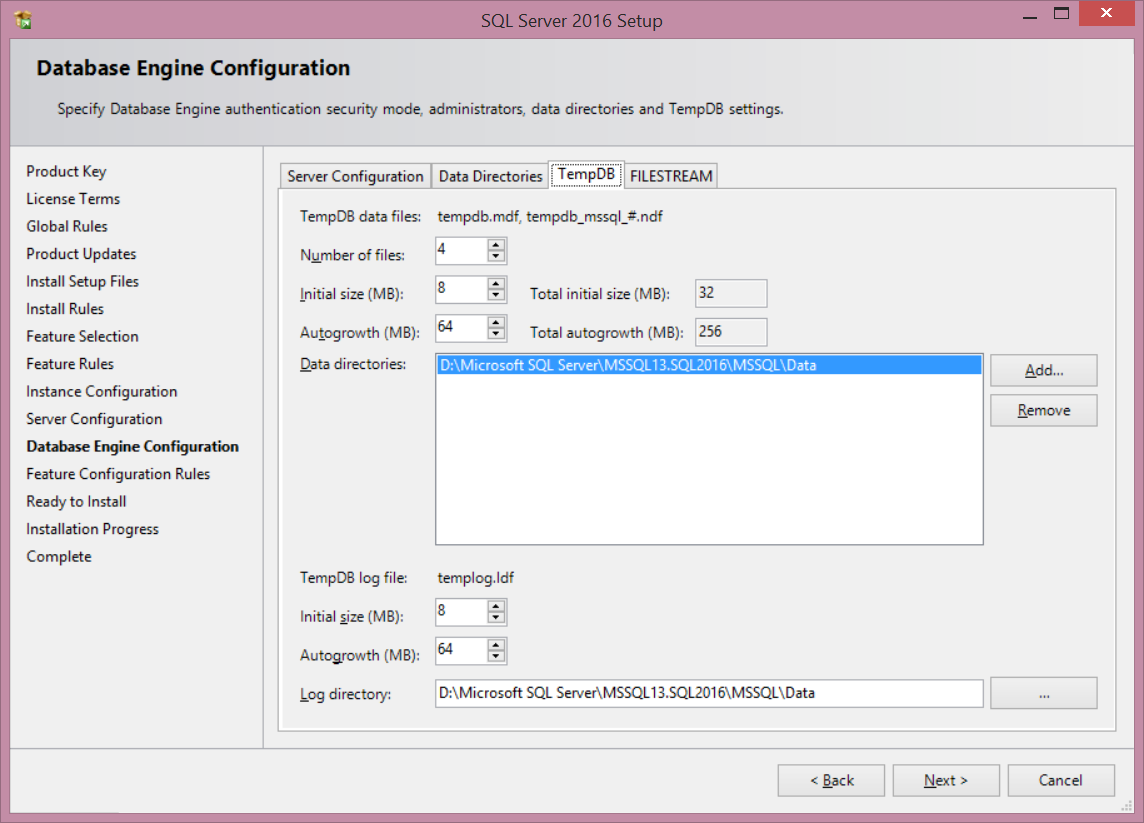 SQL Server 2016 Setup
Database Engine Configuration
Specify Database Engine authentication security mode, administrators, data directories and TempDB settings.
Product Key
License Terms
Global Rules
Product Updates
Install Setup Files
Install Rules
Feature Selection
Feature Rules
Instance Configuration
Server Configuration
Database Engine Configuration
Feature Configuration Rules
Ready to Install
Installation Progress
Complete
Server Configuration Data Directories TempDB FILESTREAM
TempDB data files: tempdb.mdf, tempdb_mssql_#.ndf
Number of files: 4
Initial size (MB): 8 Total initial size (MB): 32
Autogrowth (MB): 64 Total autogrowth (MB): 256
Data directories: D:\Microsoft SQL Server\MSSQL13.SQL2016\MSSQL\Data Add...
Remove
TempDB log file: templog.ldf
Initial size (MB): 8
Autogrowth (MB): 64
Log directory: D:\Microsoft SQL Server\MSSQL13.SQL2016\MSSQL\Data ...
< Back Next > Cancel